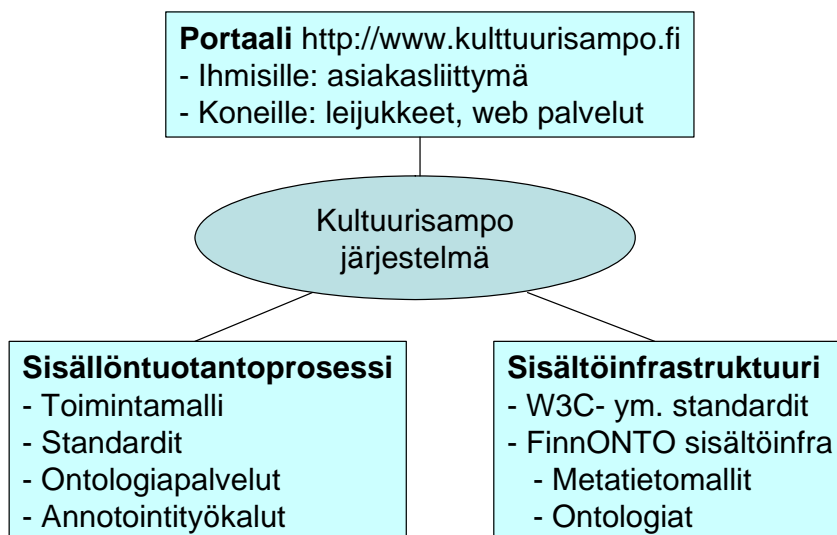 Portaali http://www.kulttuurisampo.fi
- Ihmisille: asiakasliittymä
- Koneille: leijukkeet, web palvelut
Kultuurisampo
järjestelmä
Sisällöntuotantoprosessi
- Toimintamalli
- Standardit
- Ontologiapalvelut
- Annotointityökalut
Sisältöinfrastruktuuri
- W3C- ym. standardit
- FinnONTO sisältöinfra
- Metatietomallit
- Ontologiat